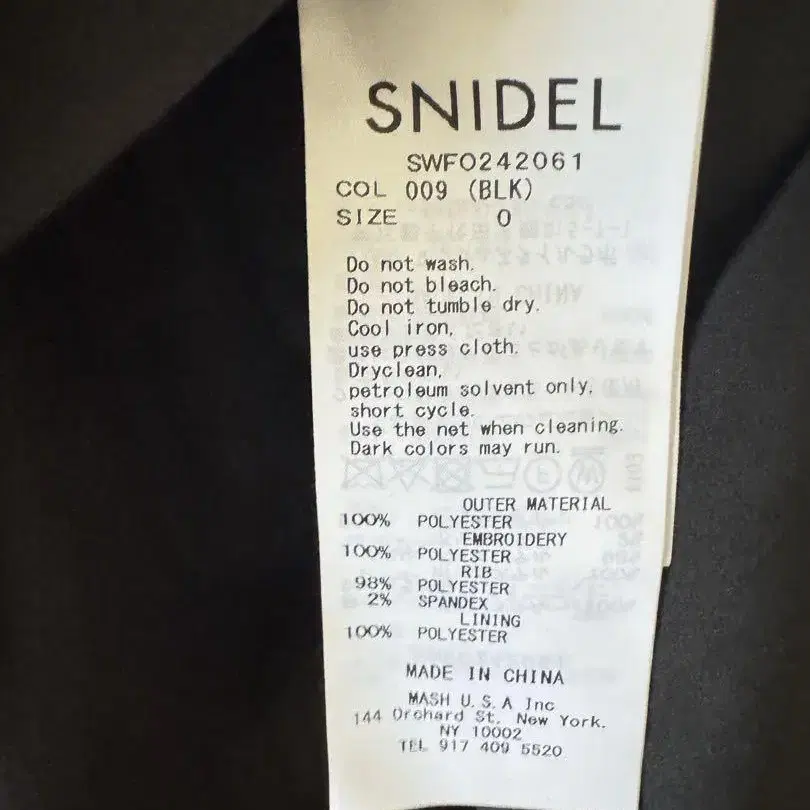 SNIDEL
SWFO242061
COL 009 (BLK)
SIZE 0
Do not wash.
Do not bleach.
Do not tumble dry.
Cool iron,
use press cloth.
Dryclean,
petroleum solvent only,
short cycle.
Use the net when cleaning.
Dark colors may run.
OUTER MATERIAL
100% POLYESTER
EMBROIDERY
100% POLYESTER
RIB
98% POLYESTER
2% SPANDEX
LINING
100% POLYESTER
MADE IN CHINA
MASH U.S.A Inc
144 Orchard St, New York.
NY 10002
TEL 917 409 5520